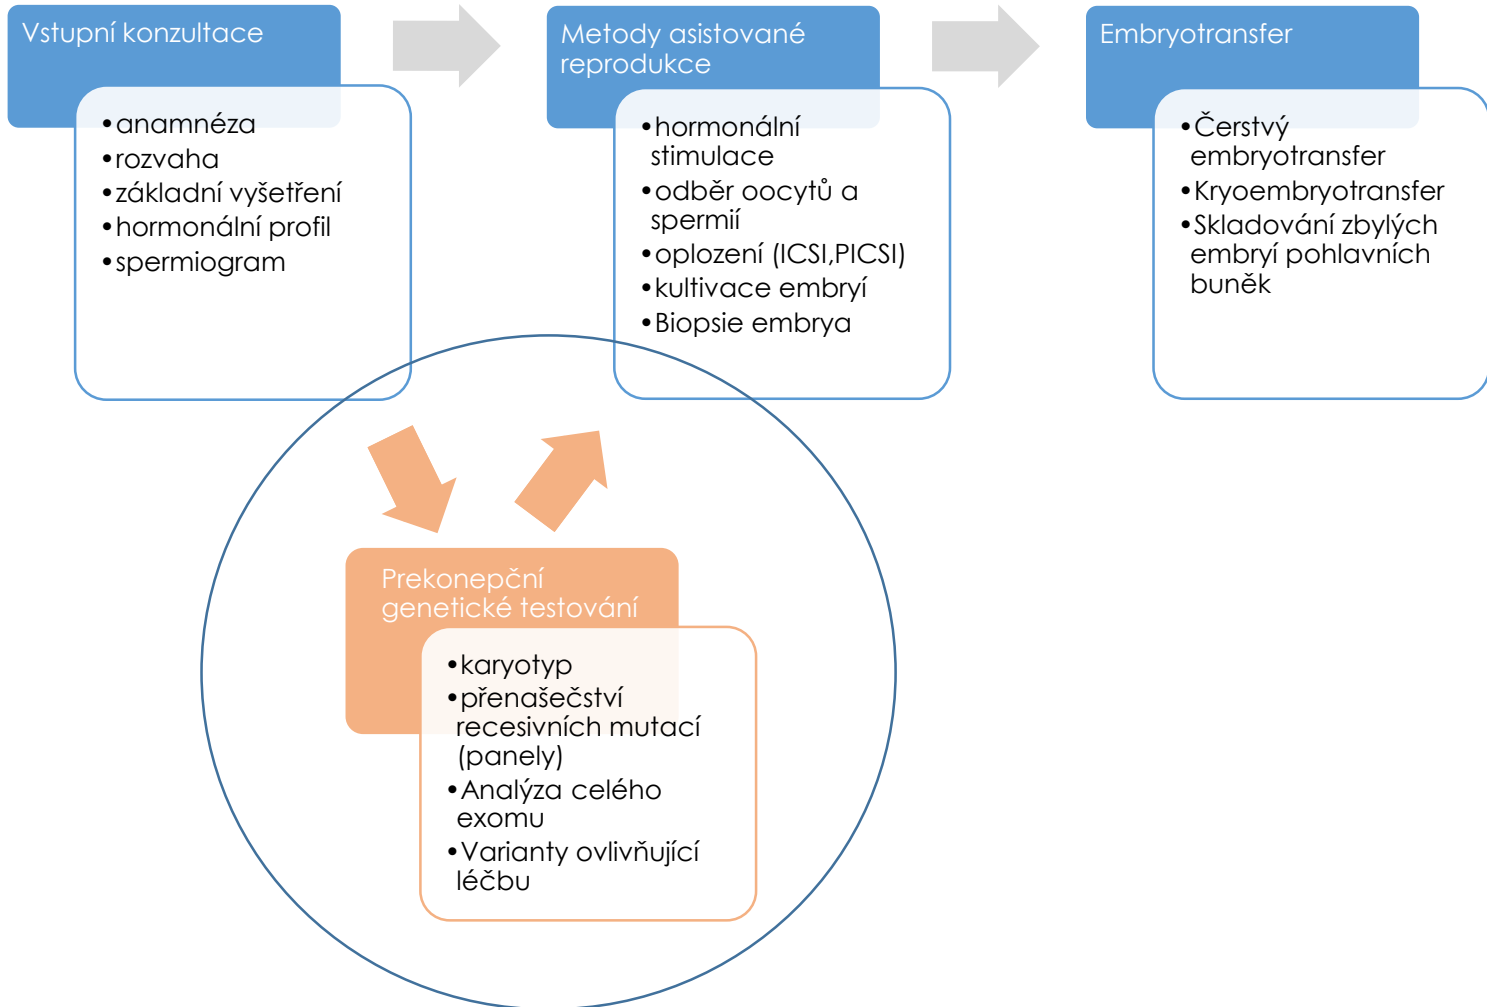 Vstupní konzultace
•anamnéza
•rozvaha
•základní vyšetření
•hormonální profil
•spermiogram
Metody asistované
reprodukce
•hormonální
stimulace
•odběr oocytů a
spermií
•oplození (ICSI,PICSI)
•kultivace embryí
•Biopsie embrya
Embryotransfer
•Čerstvý
embryotransfer
•Kryoembryotransfer
•Skladování zbylých
embryí pohlavních
buněk
Prekonepční
genetické testování
•karyotyp
•přenašečství
recesivních mutací
(panely)
•Analýza celého
exomu
•Varianty ovlivňující
léčbu